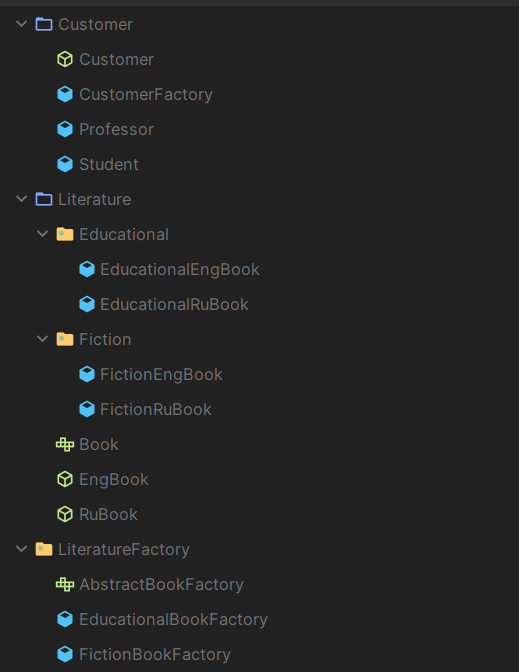 Customer
Customer
CustomerFactory
Professor
Student
Literature
Educational
EducationalEngBook
EducationalRuBook
Fiction
FictionEngBook
FictionRuBook
Book
EngBook
RuBook
LiteratureFactory
AbstractBookFactory
EducationalBookFactory
FictionBookFactory